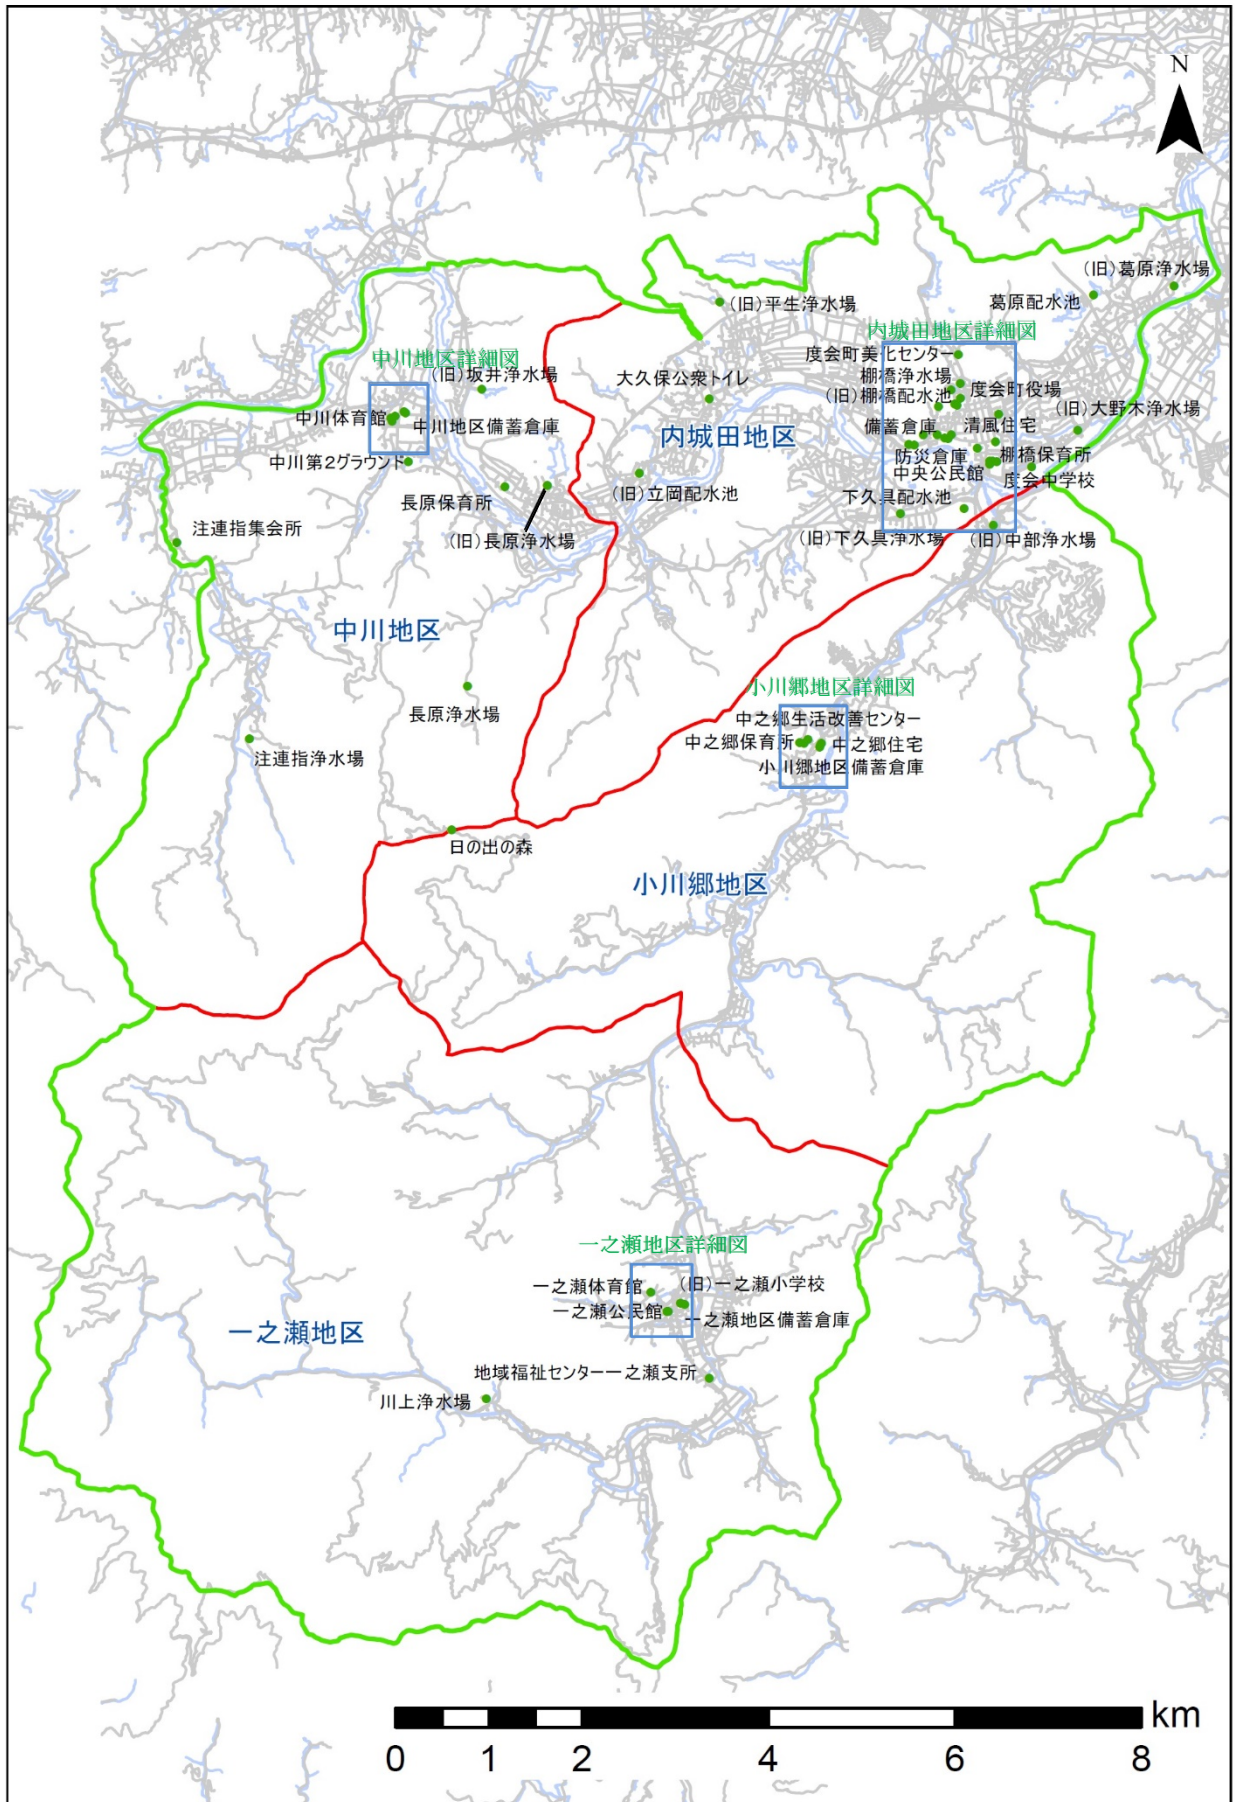 N
(旧)葛原浄水場
葛原配水池
(旧)平生浄水場
内城田地区詳細図
度会町美化センター
中川地区詳細図
(旧)坂井浄水場
大久保公衆トイレ
棚橋浄水場
度会町役場
(旧)棚橋配水池
(旧)大野木浄水場
中川体育館
中川地区備蓄倉庫
内城田地区
備蓄倉庫
清風住宅
中川第2グラウンド
防災倉庫
棚橋保育所
中央公民館
度会中学校
長原保育所
(旧)立岡配水池
下久具配水池
注連指集会所
(旧)長原浄水場
(旧)下久具浄水場
(旧)中部浄水場
中川地区
小川郷地区詳細図
長原浄水場
中之郷生活改善センター
中之郷保育所
中之郷住宅
注連指浄水場
小川郷地区備蓄倉庫
日の出の森
小川郷地区
一之瀬地区詳細図
一之瀬体育館
(旧)一之瀬小学校
一之瀬公民館
一之瀬地区備蓄倉庫
一之瀬地区
地域福祉センター一之瀬支所
川上浄水場
km
0 1 2 4 6 8